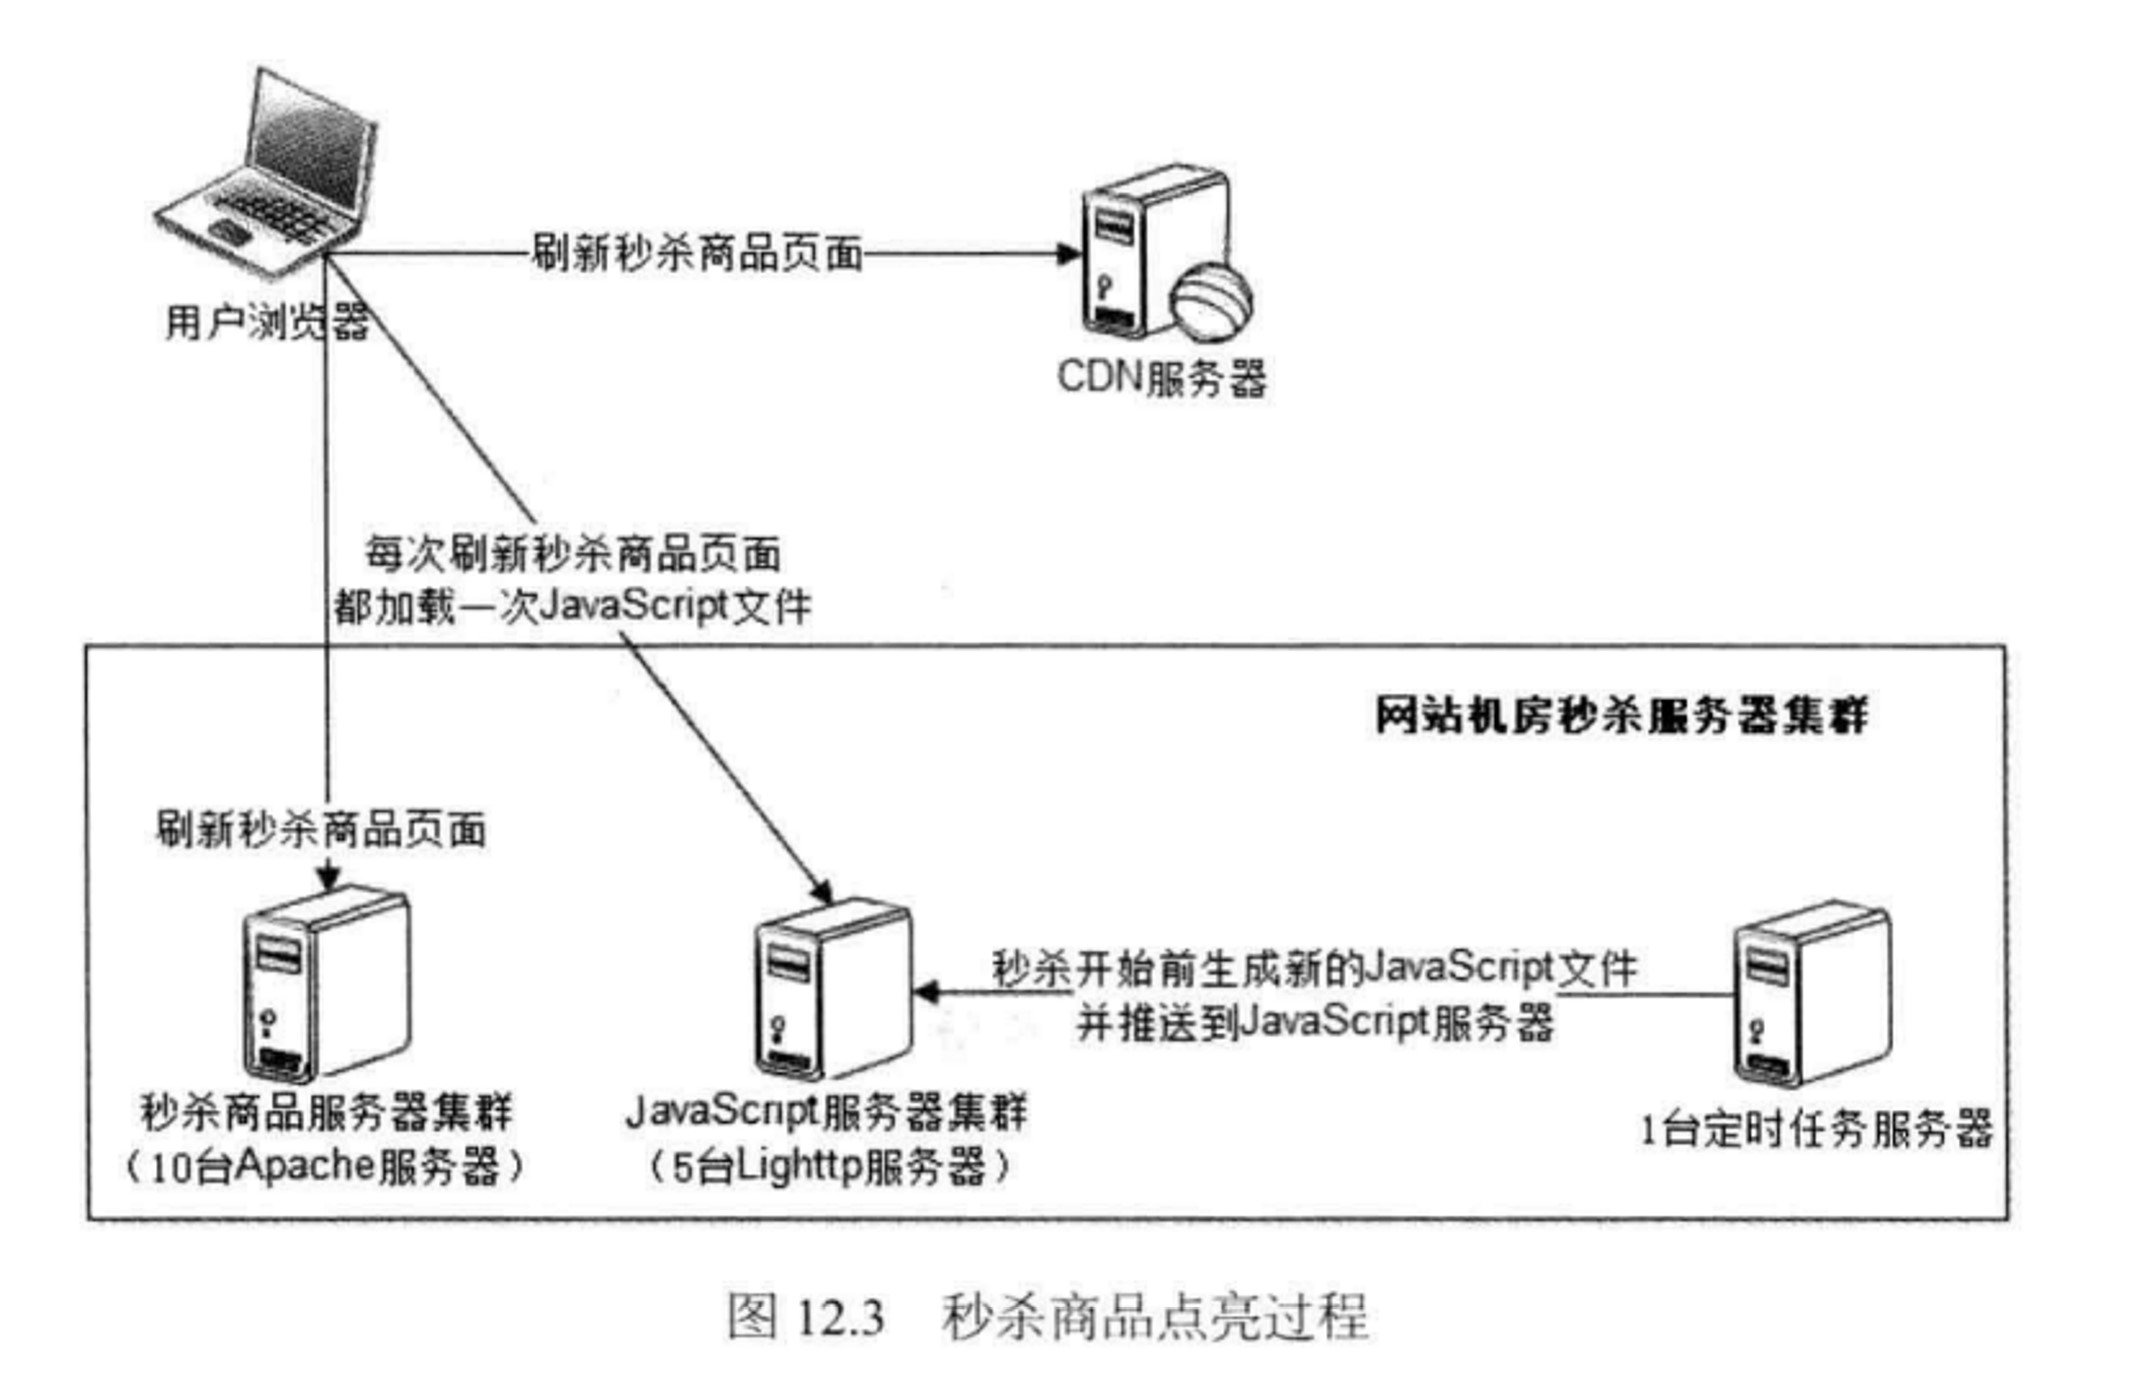 刷新秒杀商品页面
用户浏览器
CDN服务器
每次刷新秒杀商品页面
都加载一次JavaScript文件
网站机房秒杀服务器集群
刷新秒杀商品页面
秒杀开始前生成新的JavaScript文件
并推送到JavaScript服务器
秒杀商品服务器集群
（10台Apache服务器）
JavaScript服务器集群
（5台Lighttp服务器）
1台定时任务服务器
图 12.3 秒杀商品点亮过程